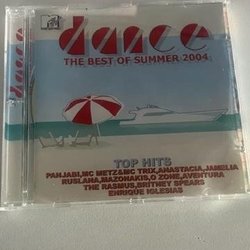 MTV
dance
THE BEST OF SUMMER 2004
TOP HITS
PANJABI,MC METZ&MC TRIX,ANASTACIA,JAMELIA
RUSLANA,MAZONAKIS,O ZONE,AVENTURA
THE RASMUS,BRITNEY SPEARS
ENRIQUE IGLESIAS